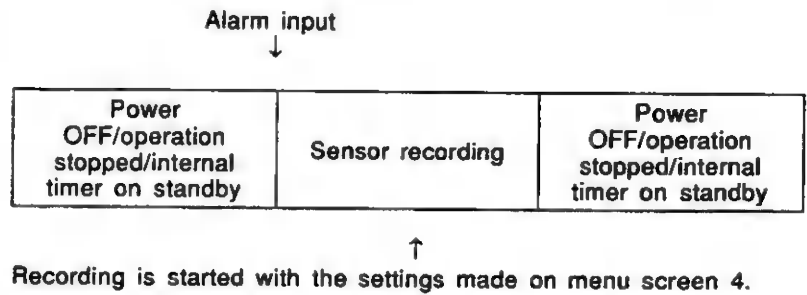 Alarm input
↓
Power
OFF/operation
stopped/internal
timer on standby
Sensor recording
Power
OFF/operation
stopped/internal
timer on standby
↑
Recording is started with the settings made on menu screen 4.